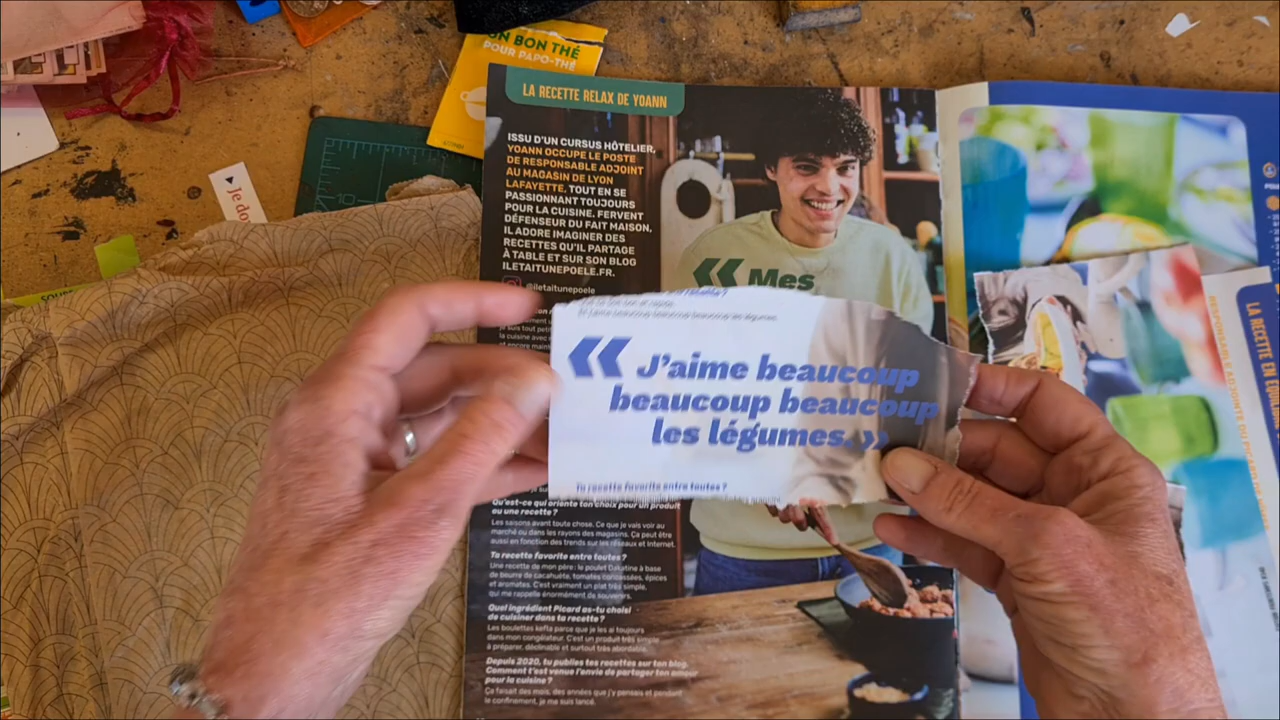 ON BON THÉ
POUR PAPO-THÉ
LA RECETTE RELAX DE YOANN
ISSU D'UN CURSUS HÔTELIER,
YOANN OCCUPE LE POSTE
DE RESPONSABLE ADJOINT
AU MAGASIN DE LYON
LAFAYETTE. TOUT EN SE
PASSIONNANT TOUJOURS
POUR LA CUISINE. FERVENT
DÉFENSEUR DU FAIT MAISON,
IL ADORE IMAGINER DES
RECETTES QU'IL PARTAGE
À TABLE ET SUR SON BLOG
ILETAITUNEPOELE.FR.
@iletaitunepoele
« Mes
Je do
SOUP
« J'aime beaucoup
beaucoup beaucoup
les légumes. »
Ta recette favorite entre toutes ?
Qu'est-ce qui oriente ton choix pour un produit
ou une recette ?
Les saisons avant toute chose. Ce que je vais voir au
marché ou dans les rayons des magasins. Ça peut être
aussi en fonction des trends sur les réseaux et Internet.
Ta recette favorite entre toutes ?
Une recette de mon père : le poulet Dakatine à base
de beurre de cacahuète, tomates concassées, épices
et aromates. C'est vraiment un plat très simple,
qui me rappelle énormément de souvenirs.
Quel ingrédient Picard as-tu choisi
de cuisiner dans ta recette ?
Les boulettes kefta parce que je les ai toujours
dans mon congélateur. C'est un produit très simple
à préparer, déclinable et surtout très abordable.
Depuis 2020, tu publies tes recettes sur ton blog.
Comment t'est venue l'envie de partager ton amour
pour la cuisine ?
Ça faisait des mois, des années que j'y pensais et pendant
le confinement, je me suis lancé.
LA RECETTE EN